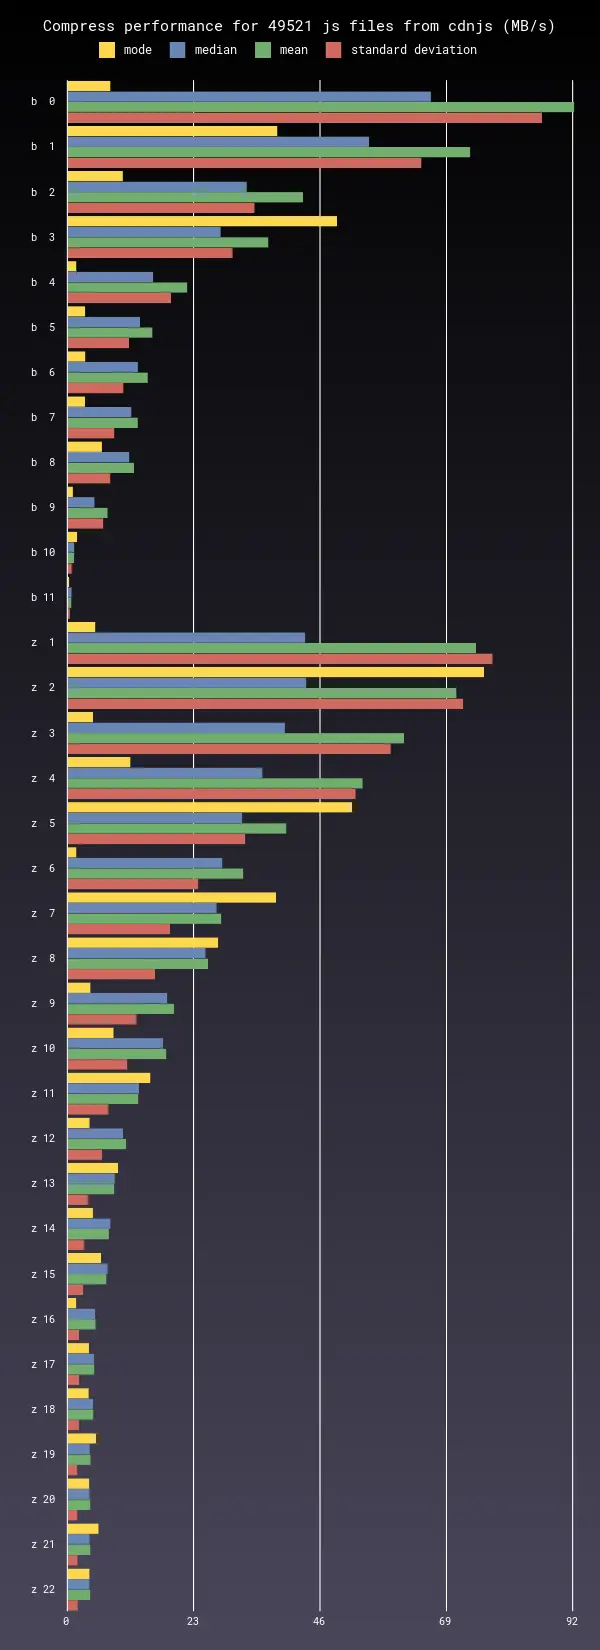 Compress performance for 49521 js files from cdnjs (MB/s)
mode median mean standard deviation
b 0
b 1
b 2
b 3
b 4
b 5
b 6
b 7
b 8
b 9
b 10
b 11
z 1
z 2
z 3
z 4
z 5
z 6
z 7
z 8
z 9
z 10
z 11
z 12
z 13
z 14
z 15
z 16
z 17
z 18
z 19
z 20
z 21
z 22
0 23 46 69 92